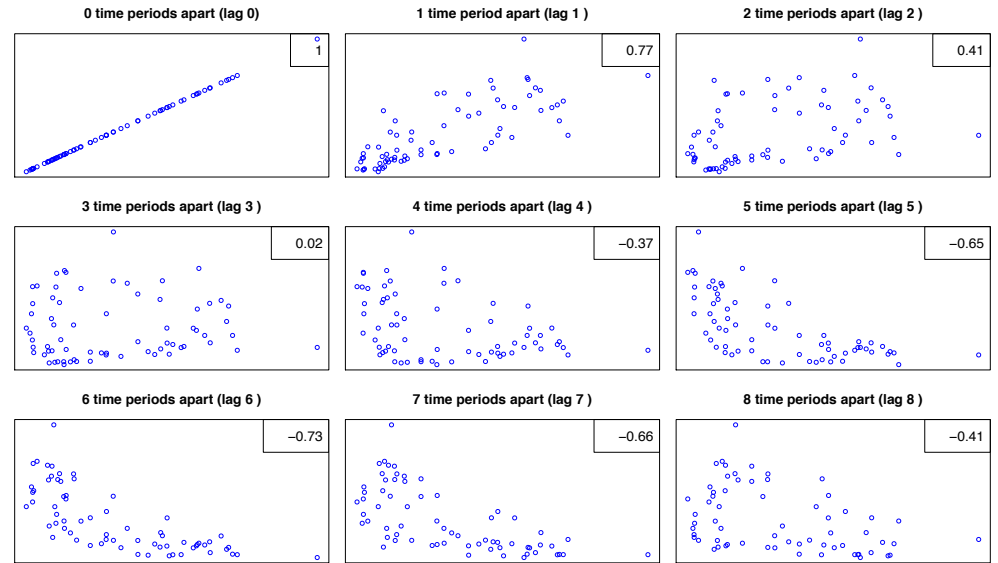 0 time periods apart (lag 0)
1 time period apart (lag 1 )
2 time periods apart (lag 2 )
1
0.77
0.41
3 time periods apart (lag 3 )
4 time periods apart (lag 4 )
5 time periods apart (lag 5 )
0.02
−0.37
−0.65
6 time periods apart (lag 6 )
7 time periods apart (lag 7 )
8 time periods apart (lag 8 )
−0.73
−0.66
−0.41